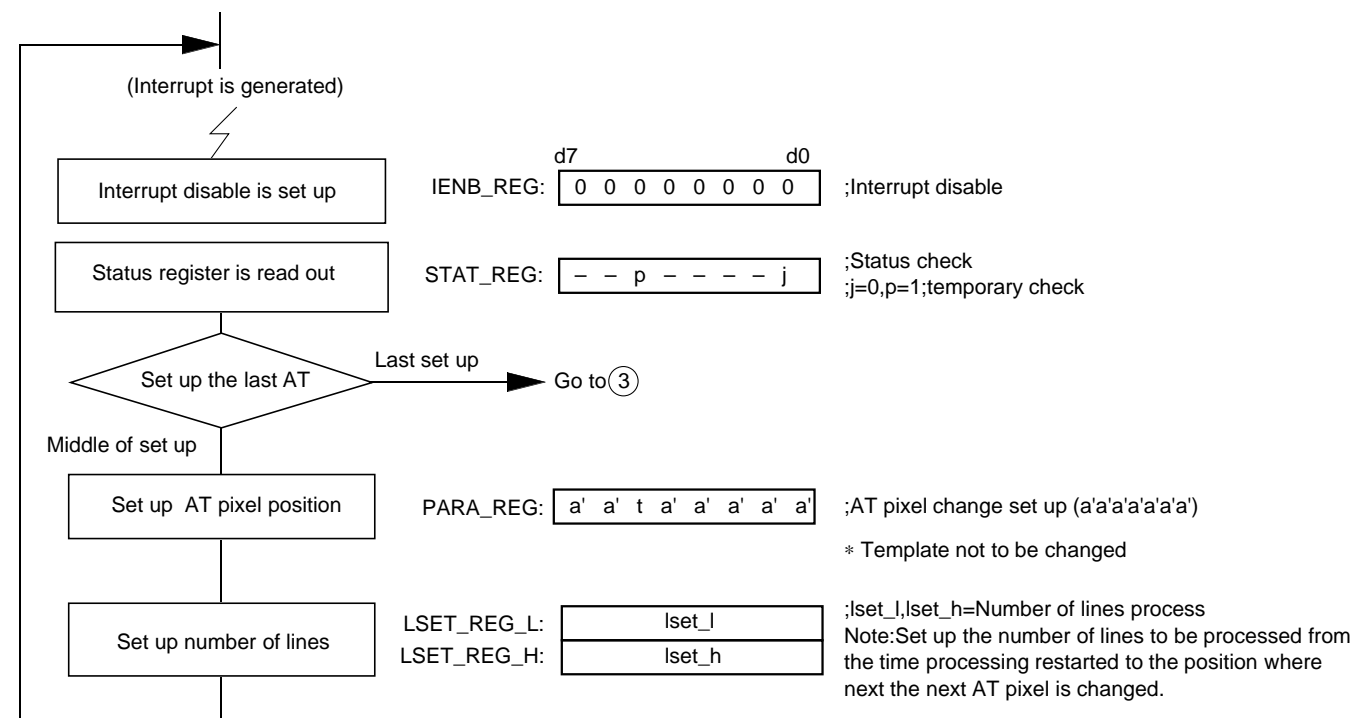 (Interrupt is generated)
d7 d0
Interrupt disable is set up IENB_REG: 0 0 0 0 0 0 0 0 ;Interrupt disable
Status register is read out STAT_REG: – – p – – – – j ;Status check
;j=0,p=1;temporary check
Set up the last AT Last set up Go to 3
Middle of set up
Set up AT pixel position PARA_REG: a' a' t a' a' a' a' a' ;AT pixel change set up (a'a'a'a'a'a'a')
* Template not to be changed
Set up number of lines LSET_REG_L: lset_l ;lset_l,lset_h=Number of lines process
LSET_REG_H: lset_h Note:Set up the number of lines to be processed from
the time processing restarted to the position where
next the next AT pixel is changed.